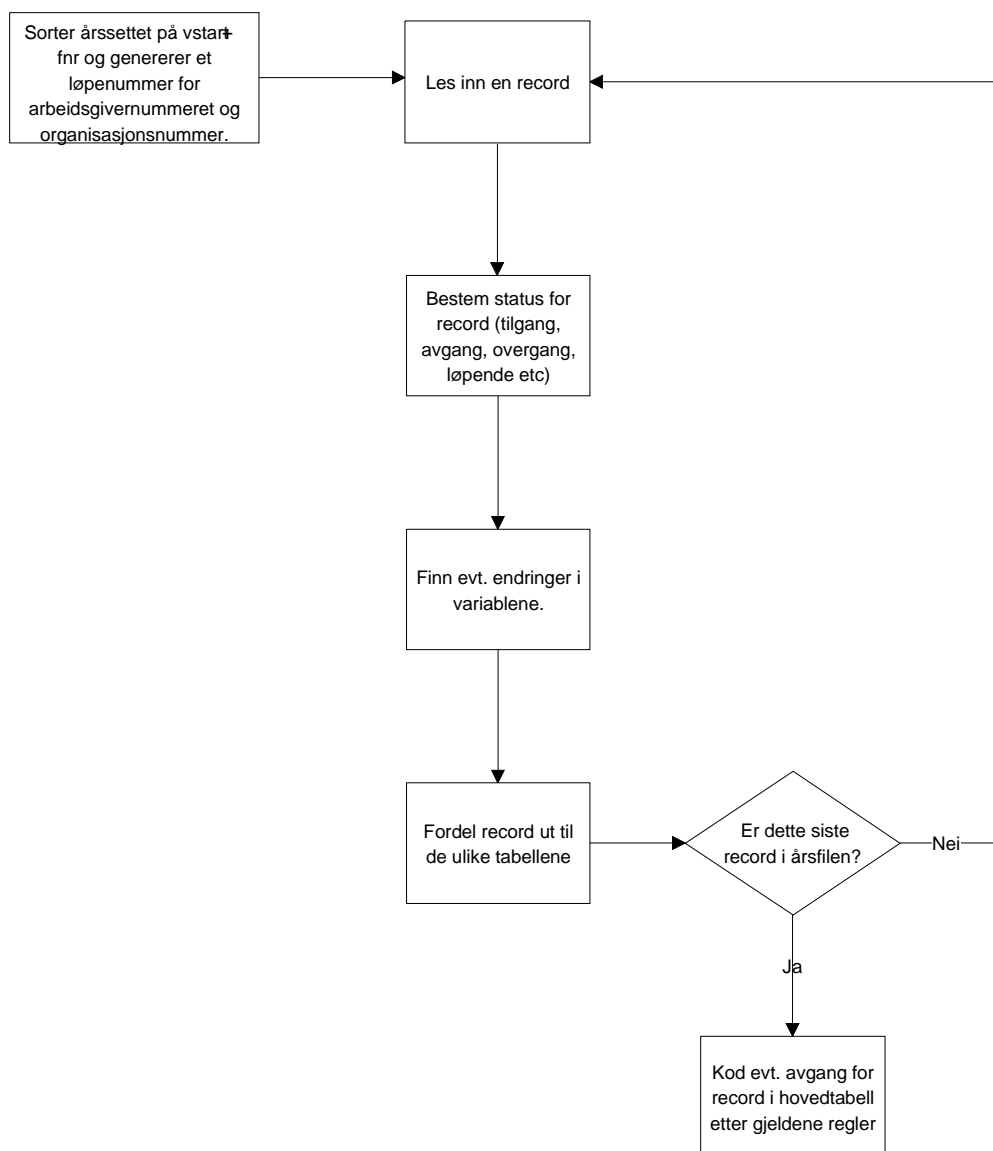 Sorter årssettet på vstart+
fnr og genererer et
løpenummer for
arbeidsgivernummeret og
organisasjonsnummer.
Les inn en record
Bestem status for
record (tilgang,
avgang, overgang,
løpende etc)
Finn evt. endringer i
variablene.
Fordel record ut til
de ulike tabellene
Er dette siste
record i årsfilen?
Nei
Ja
Kod evt. avgang for
record i hovedtabell
etter gjeldene regler